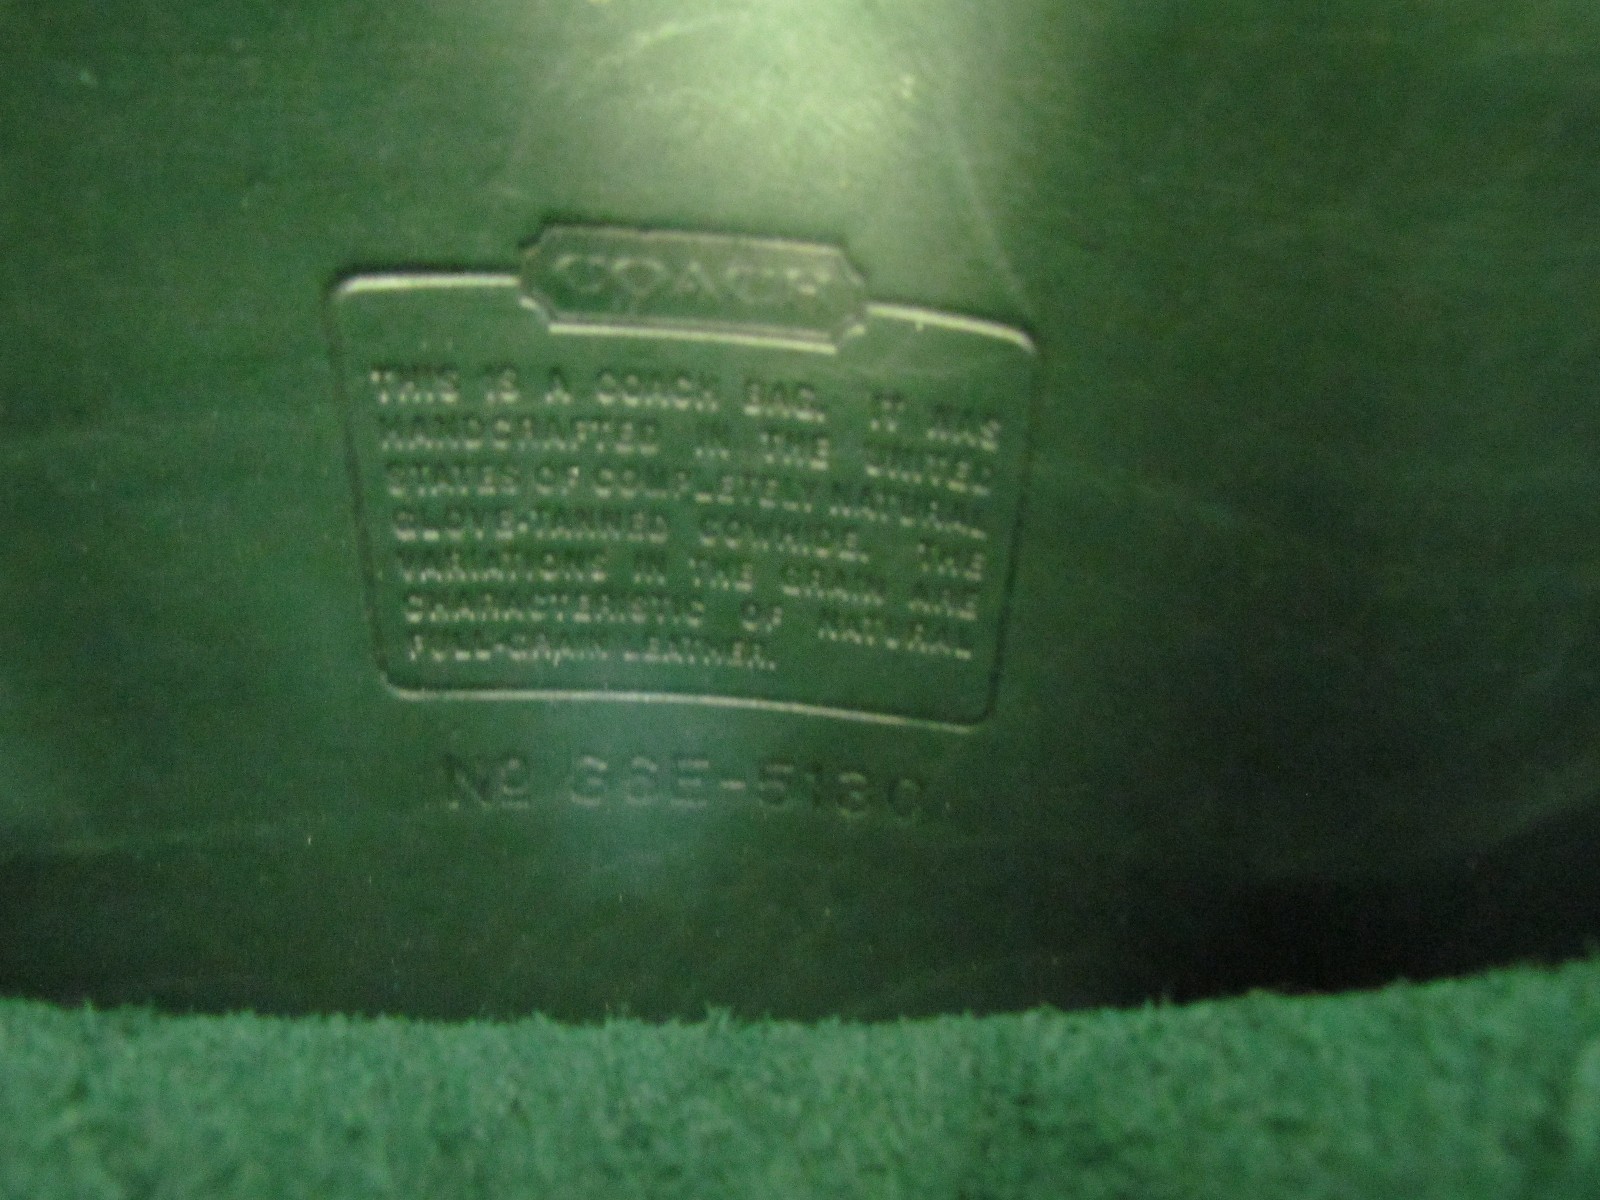 COACH
THIS IS A COACH BAG. IT WAS
HANDCRAFTED IN THE UNITED
STATES OF COMPLETELY NATURAL
GLOVE-TANNED COWHIDE. THE
VARIATIONS IN THE GRAIN ARE
CHARACTERISTIC OF NATURAL
FULL-GRAIN LEATHER.
Nº